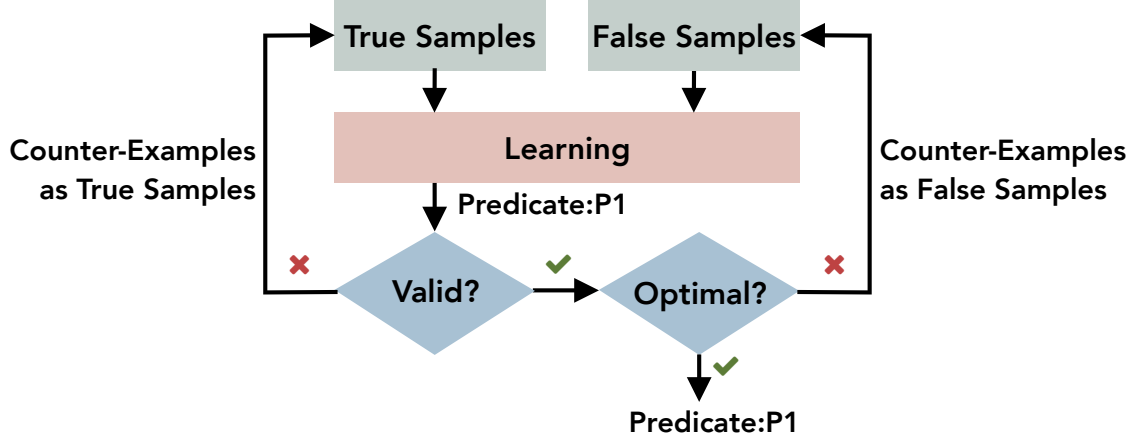 True Samples
False Samples
Learning
Counter-Examples
as True Samples
Counter-Examples
as False Samples
Predicate:P1
Valid?
Optimal?
Predicate:P1